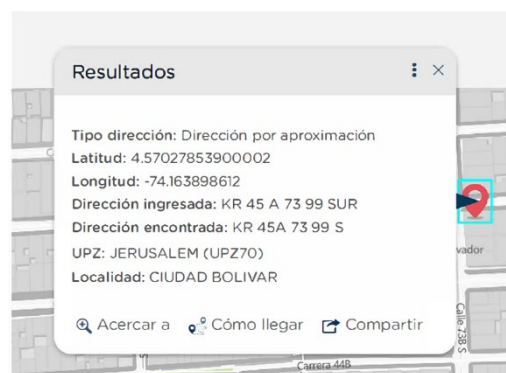 Resultados
Tipo dirección: Dirección por aproximación
Latitud: 4.57027853900002
Longitud: -74.163898612
Dirección ingresada: KR 45 A 73 99 SUR
Dirección encontrada: KR 45A 73 99 S
UPZ: JERUSALEM (UPZ70)
Localidad: CIUDAD BOLIVAR
Acercar a Cómo llegar Compartir
vador
Calle 73B S
Carrera 44B